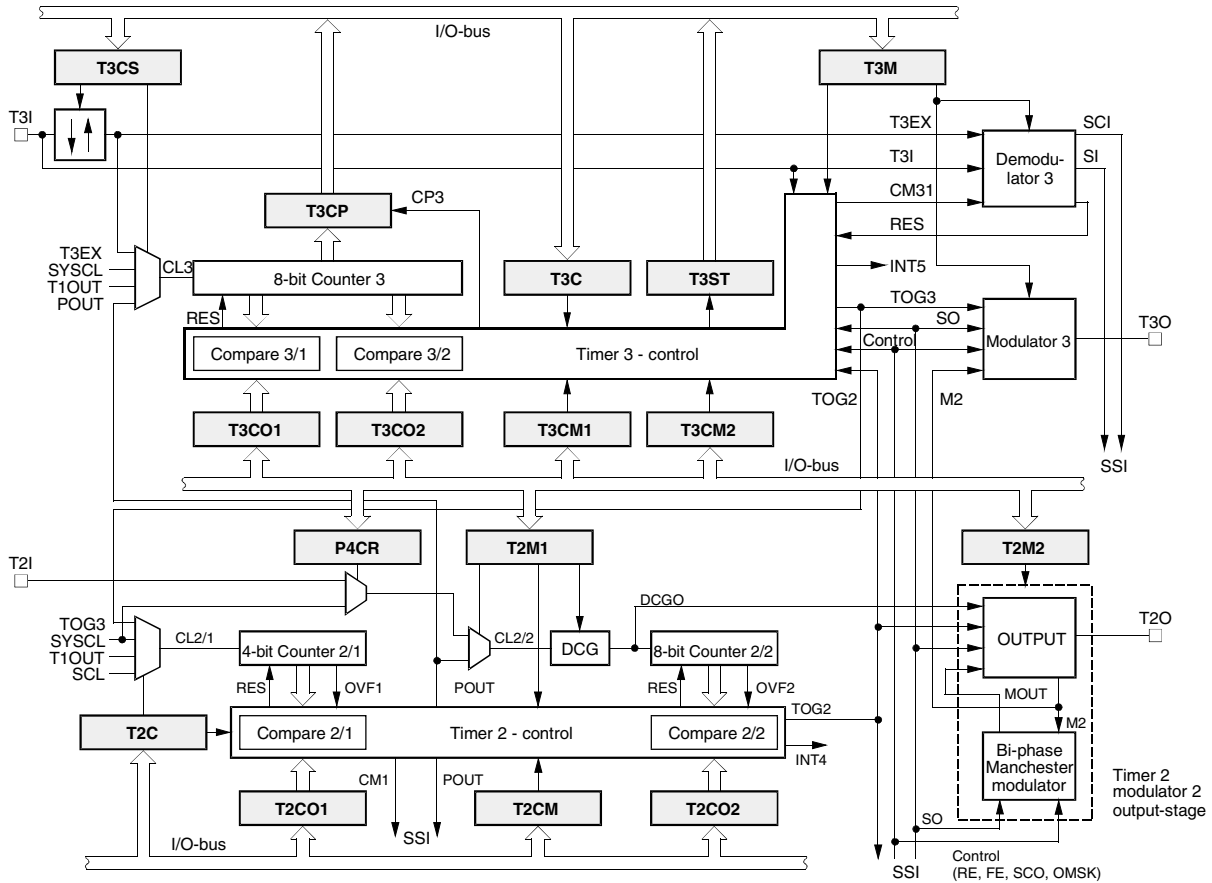 I/O-bus
T3CS
T3M
T3I
T3EX
SCI
T3I
SI
Demodu-
lator 3
CM31
T3CP
CP3
RES
T3EX
SYSCL
T1OUT
POUT
CL3
8-bit Counter 3
T3C
T3ST
INT5
TOG3
RES
SO
Control
Modulator 3
T3O
Compare 3/1
Compare 3/2
Timer 3 - control
TOG2
M2
T3CO1
T3CO2
T3CM1
T3CM2
I/O-bus
SSI
P4CR
T2M1
T2M2
T2I
DCGO
TOG3
SYSCL
T1OUT
SCL
CL2/1
4-bit Counter 2/1
CL2/2
DCG
8-bit Counter 2/2
OUTPUT
T2O
RES
OVF1
POUT
RES
OVF2
MOUT
TOG2
M2
T2C
Compare 2/1
Timer 2 - control
Compare 2/2
INT4
Bi-phase
Manchester
modulator
CM1
POUT
Timer 2
modulator 2
output-stage
T2CO1
T2CM
T2CO2
SSI
SO
I/O-bus
SSI
Control
(RE, FE, SCO, OMSK)